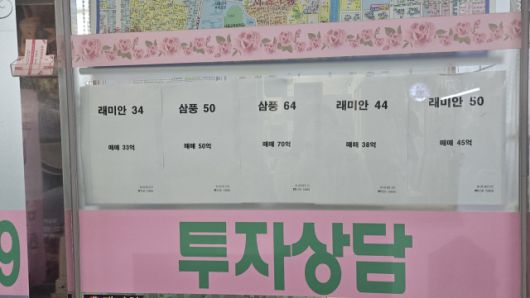 래미안 34
매매 33억
삼풍 50
매매 50억
삼풍 64
매매 70억
래미안 44
매매 38억
래미안 50
매매 45억
9
투자상담